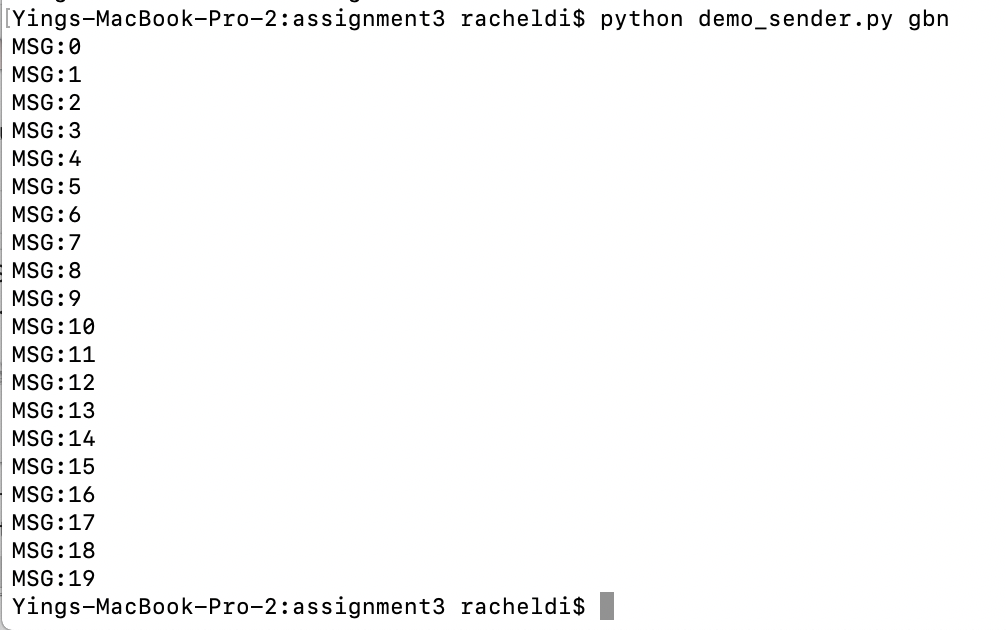 [Yings-MacBook-Pro-2:assignment3 racheldi$ python demo_sender.py gbn
MSG:0
MSG:1
MSG:2
MSG:3
MSG:4
MSG:5
MSG:6
MSG:7
MSG:8
MSG:9
MSG:10
MSG:11
MSG:12
MSG:13
MSG:14
MSG:15
MSG:16
MSG:17
MSG:18
MSG:19
Yings-MacBook-Pro-2:assignment3 racheldi$